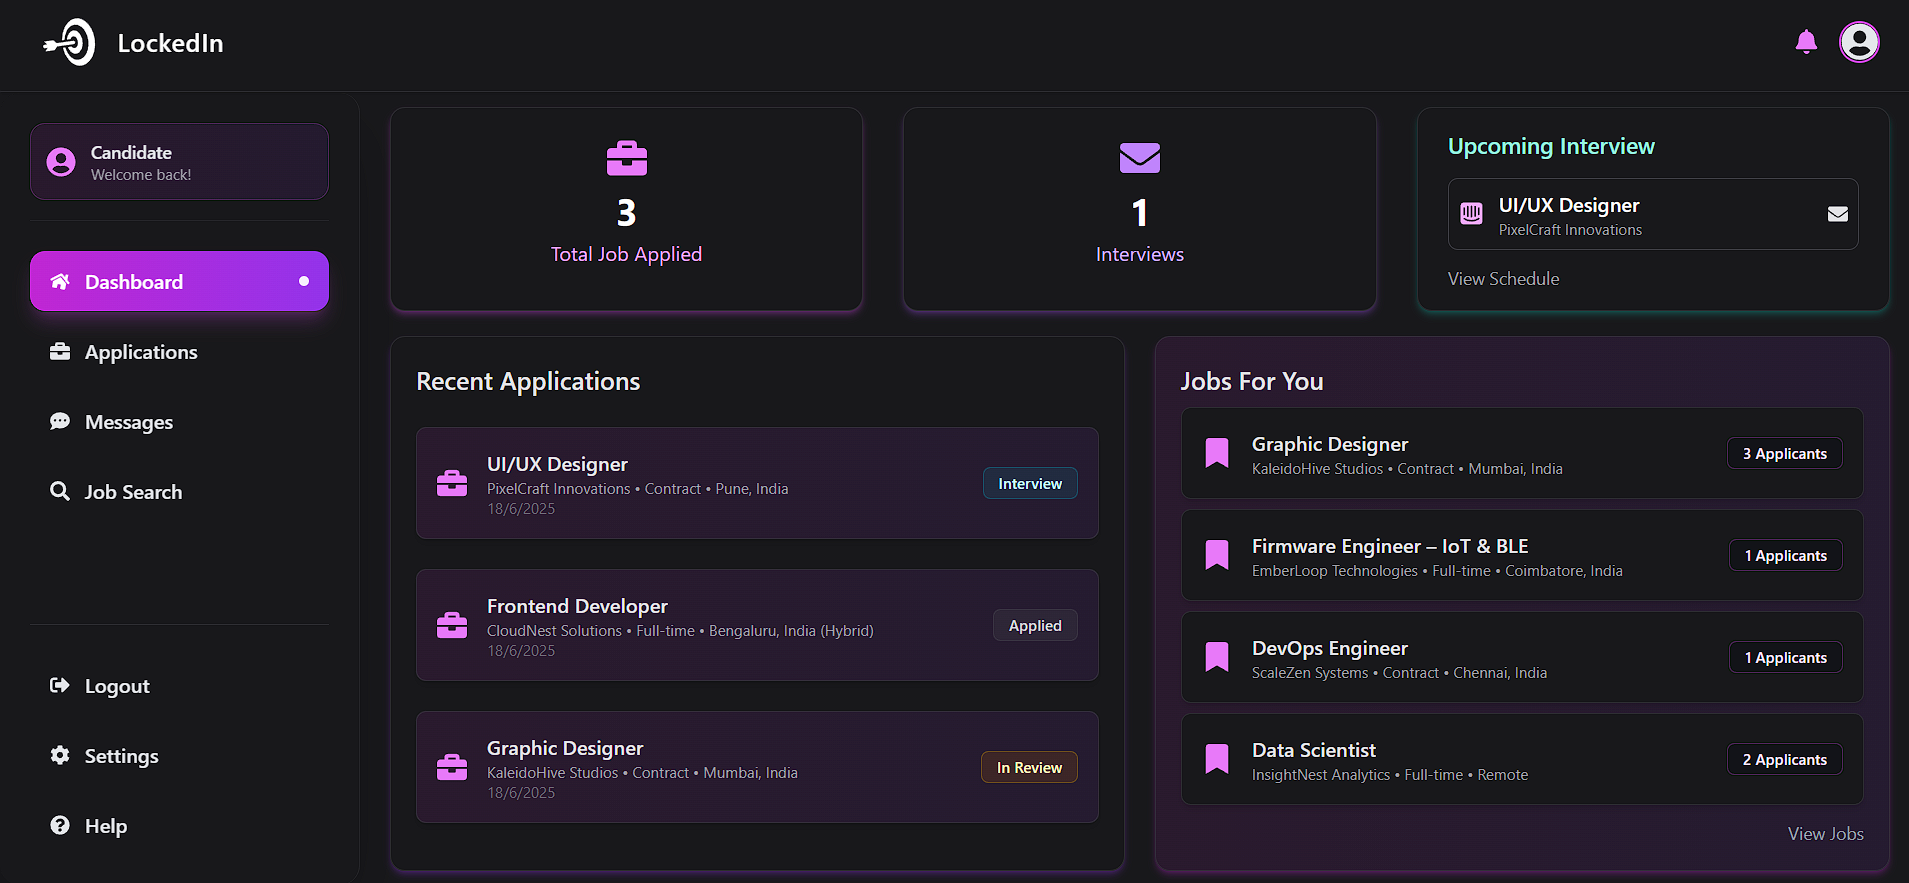 LockedIn
Candidate
Welcome back!
Dashboard
Applications
Messages
Job Search
Logout
Settings
Help
3
Total Job Applied
1
Interviews
Upcoming Interview
UI/UX Designer
PixelCraft Innovations
View Schedule
Recent Applications
UI/UX Designer
PixelCraft Innovations • Contract • Pune, India
18/6/2025
Interview
Frontend Developer
CloudNest Solutions • Full-time • Bengaluru, India (Hybrid)
18/6/2025
Applied
Graphic Designer
KaleidoHive Studios • Contract • Mumbai, India
18/6/2025
In Review
Jobs For You
Graphic Designer
KaleidoHive Studios • Contract • Mumbai, India
3 Applicants
Firmware Engineer – IoT & BLE
EmberLoop Technologies • Full-time • Coimbatore, India
1 Applicants
DevOps Engineer
ScaleZen Systems • Contract • Chennai, India
1 Applicants
Data Scientist
InsightNest Analytics • Full-time • Remote
2 Applicants
View Jobs